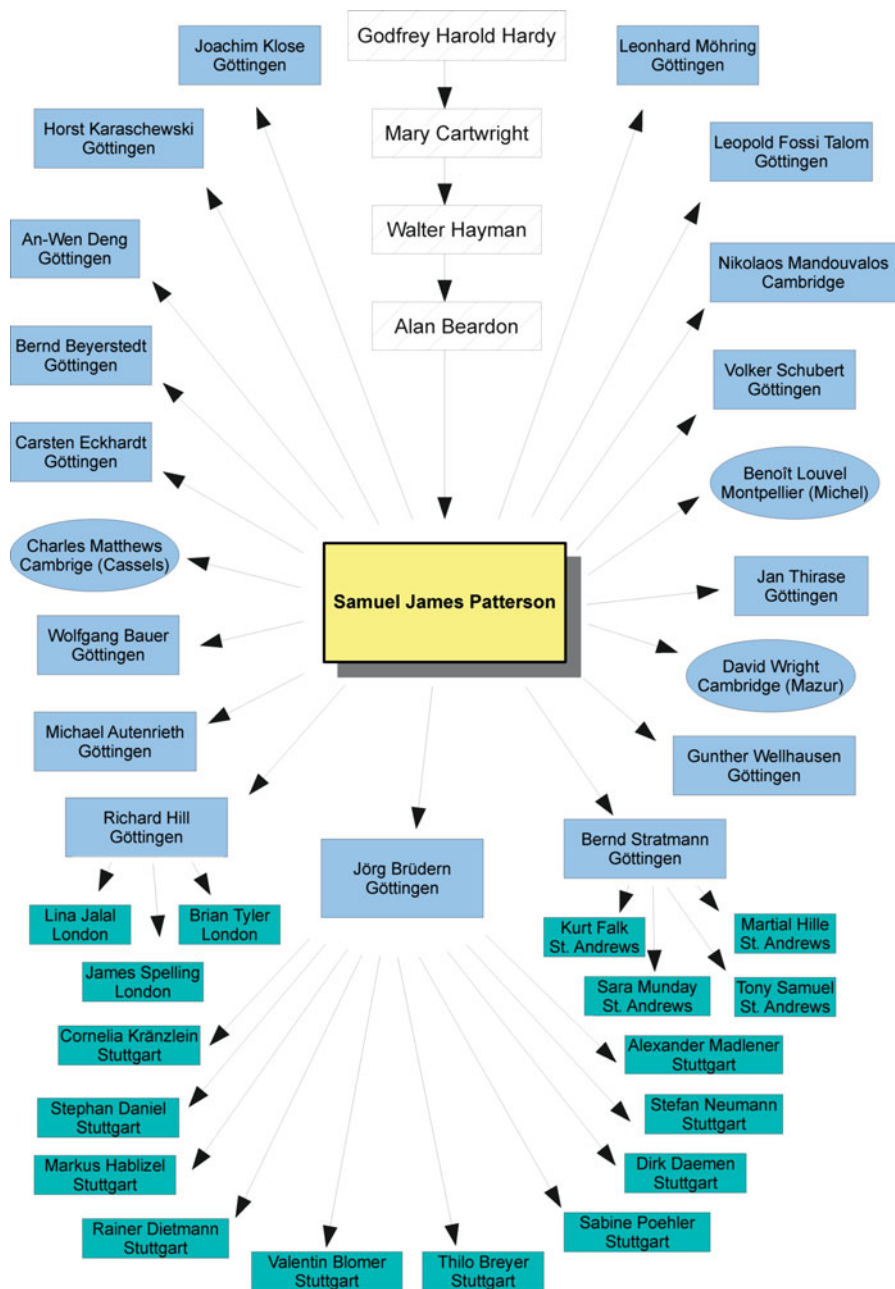 Joachim Klose
Göttingen
Godfrey Harold Hardy
Leonhard Möhring
Göttingen
Horst Karaschewski
Göttingen
Mary Cartwright
Leopold Fossi Talom
Göttingen
An-Wen Deng
Göttingen
Walter Hayman
Nikolaos Mandouvalos
Cambridge
Alan Beardon
Bernd Beyerstedt
Göttingen
Volker Schubert
Göttingen
Carsten Eckhardt
Göttingen
Benoît Louvel
Montpellier (Michel)
Charles Matthews
Cambrige (Cassels)
Samuel James Patterson
Jan Thirase
Göttingen
Wolfgang Bauer
Göttingen
David Wright
Cambridge (Mazur)
Michael Autenrieth
Göttingen
Gunther Wellhausen
Göttingen
Richard Hill
Göttingen
Jörg Brüdern
Göttingen
Bernd Stratmann
Göttingen
Lina Jalal
London
Brian Tyler
London
James Spelling
London
Kurt Falk
St. Andrews
Martial Hille
St. Andrews
Sara Munday
St. Andrews
Tony Samuel
St. Andrews
Cornelia Kränzlein
Stuttgart
Alexander Madlener
Stuttgart
Stephan Daniel
Stuttgart
Stefan Neumann
Stuttgart
Markus Hablizel
Stuttgart
Dirk Daemen
Stuttgart
Rainer Dietmann
Stuttgart
Sabine Poehler
Stuttgart
Valentin Blomer
Stuttgart
Thilo Breyer
Stuttgart